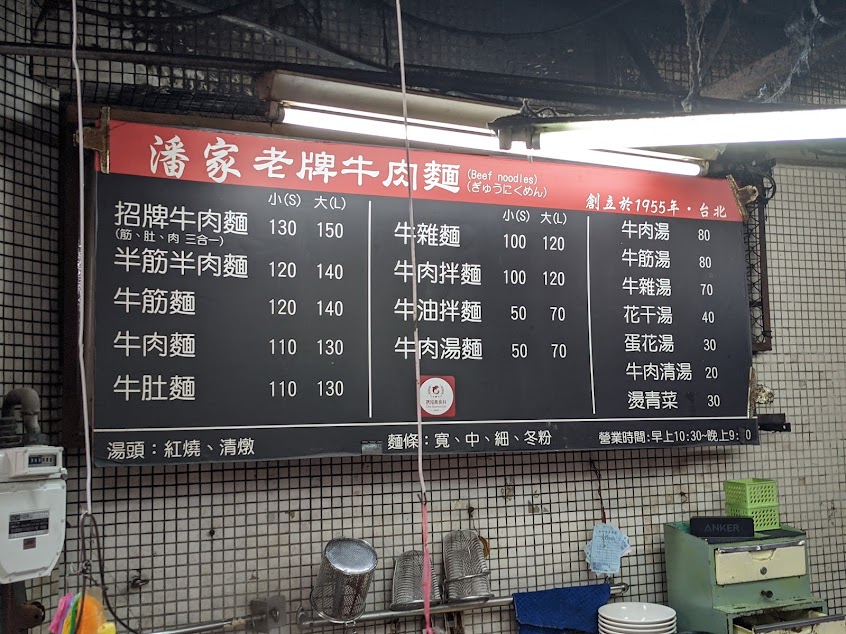 潘家老牌牛肉麵
(Beef noodles)
(ぎゅうにくめん)
創立於1955年・台北
小(S) 大(L)
招牌牛肉麵 130 150
(筋、肚、肉 三合一)
半筋半肉麵 120 140
牛筋麵 120 140
牛肉麵 110 130
牛肚麵 110 130
小(S) 大(L)
牛雜麵 100 120
牛肉拌麵 100 120
牛油拌麵 50 70
牛肉湯麵 50 70
牛肉湯 80
牛筋湯 80
牛雜湯 70
花干湯 40
蛋花湯 30
牛肉清湯 20
燙青菜 30
湯頭：紅燒、清燉
麵條：寬、中、細、冬粉
營業時間:早上10:30~晚上9: 0
ANKER